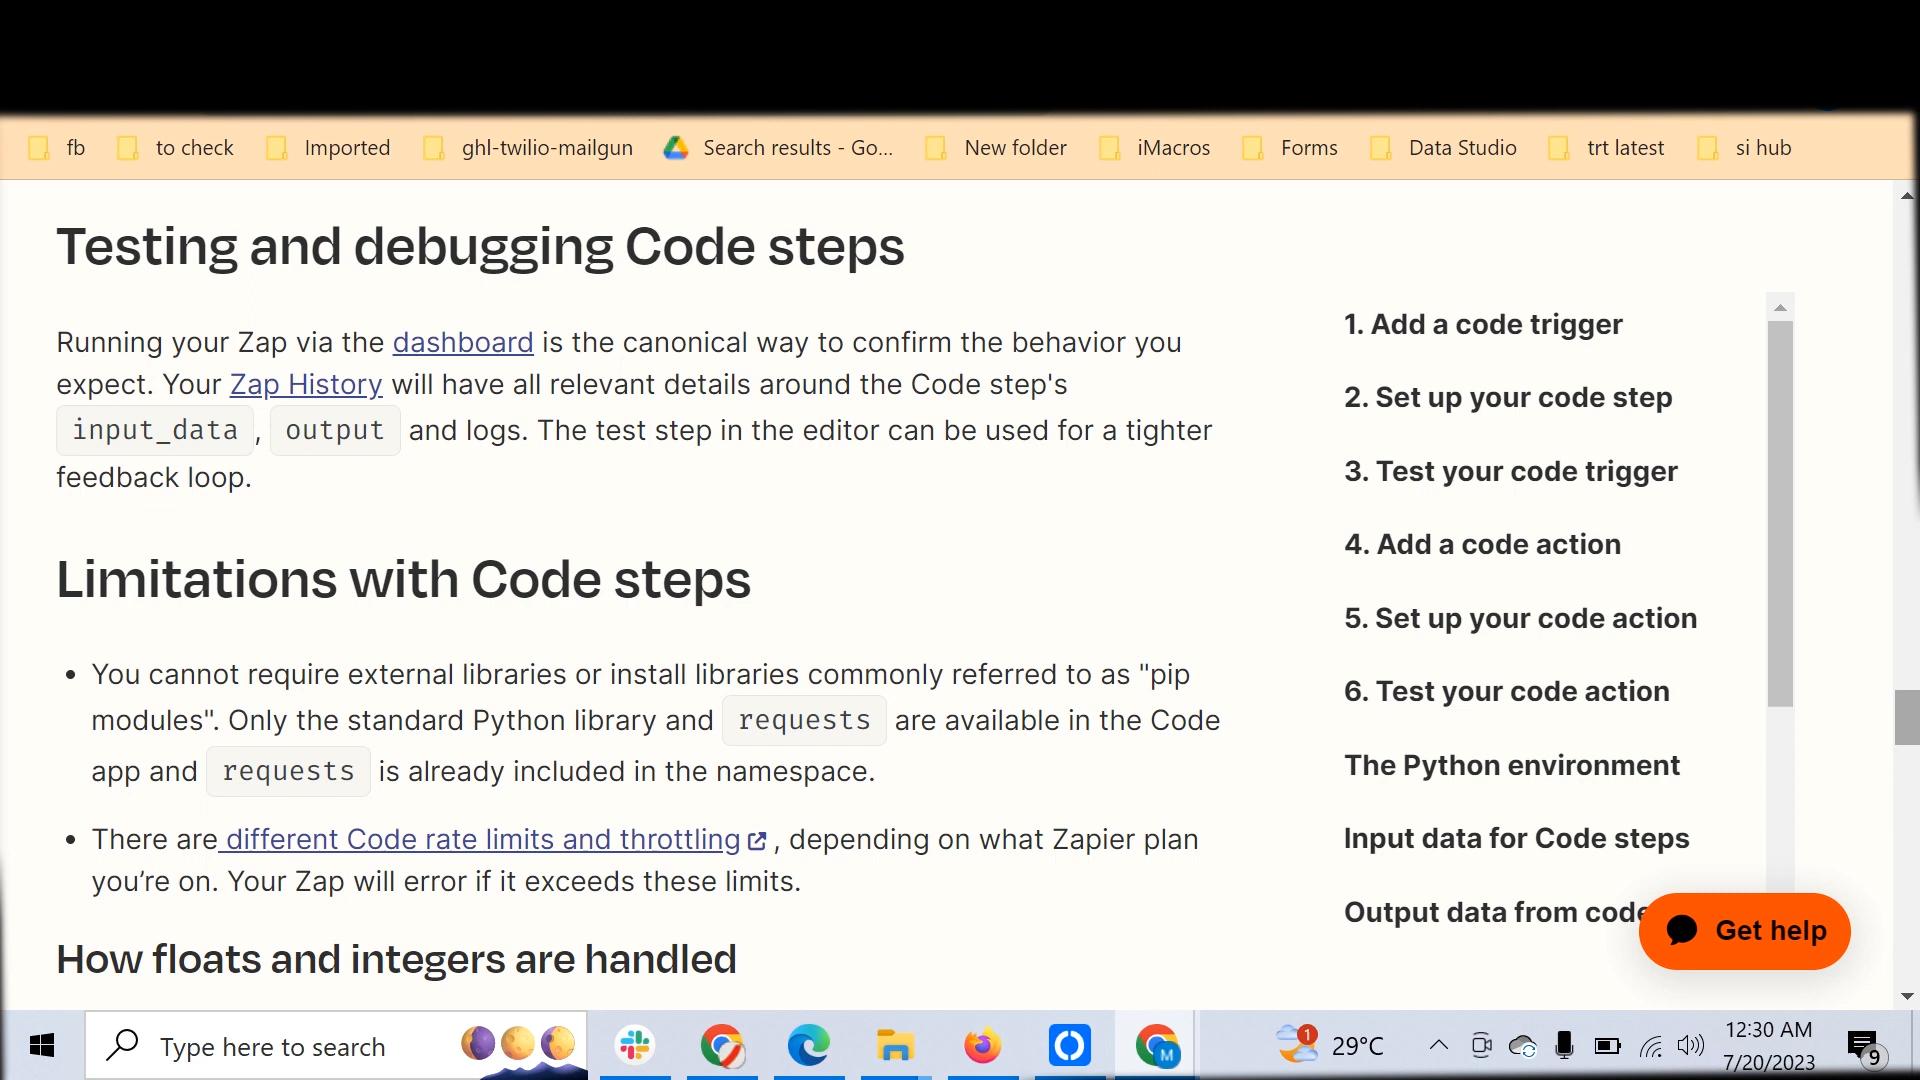 fb
to check
Imported
ghl-twilio-mailgun
Search results - Go...
New folder
iMacros
Forms
Data Studio
trt latest
si hub
Testing and debugging Code steps
Running your Zap via the dashboard is the canonical way to confirm the behavior you
expect. Your Zap History will have all relevant details around the Code step's
input_data, output and logs. The test step in the editor can be used for a tighter
feedback loop.
Limitations with Code steps
• You cannot require external libraries or install libraries commonly referred to as "pip
modules". Only the standard Python library and requests are available in the Code
app and requests is already included in the namespace.
• There are different Code rate limits and throttling, depending on what Zapier plan
you’re on. Your Zap will error if it exceeds these limits.
How floats and integers are handled
1. Add a code trigger
2. Set up your code step
3. Test your code trigger
4. Add a code action
5. Set up your code action
6. Test your code action
The Python environment
Input data for Code steps
Output data from code
Get help
Type here to search
M
1
29°C
12:30 AM
7/20/2023
9